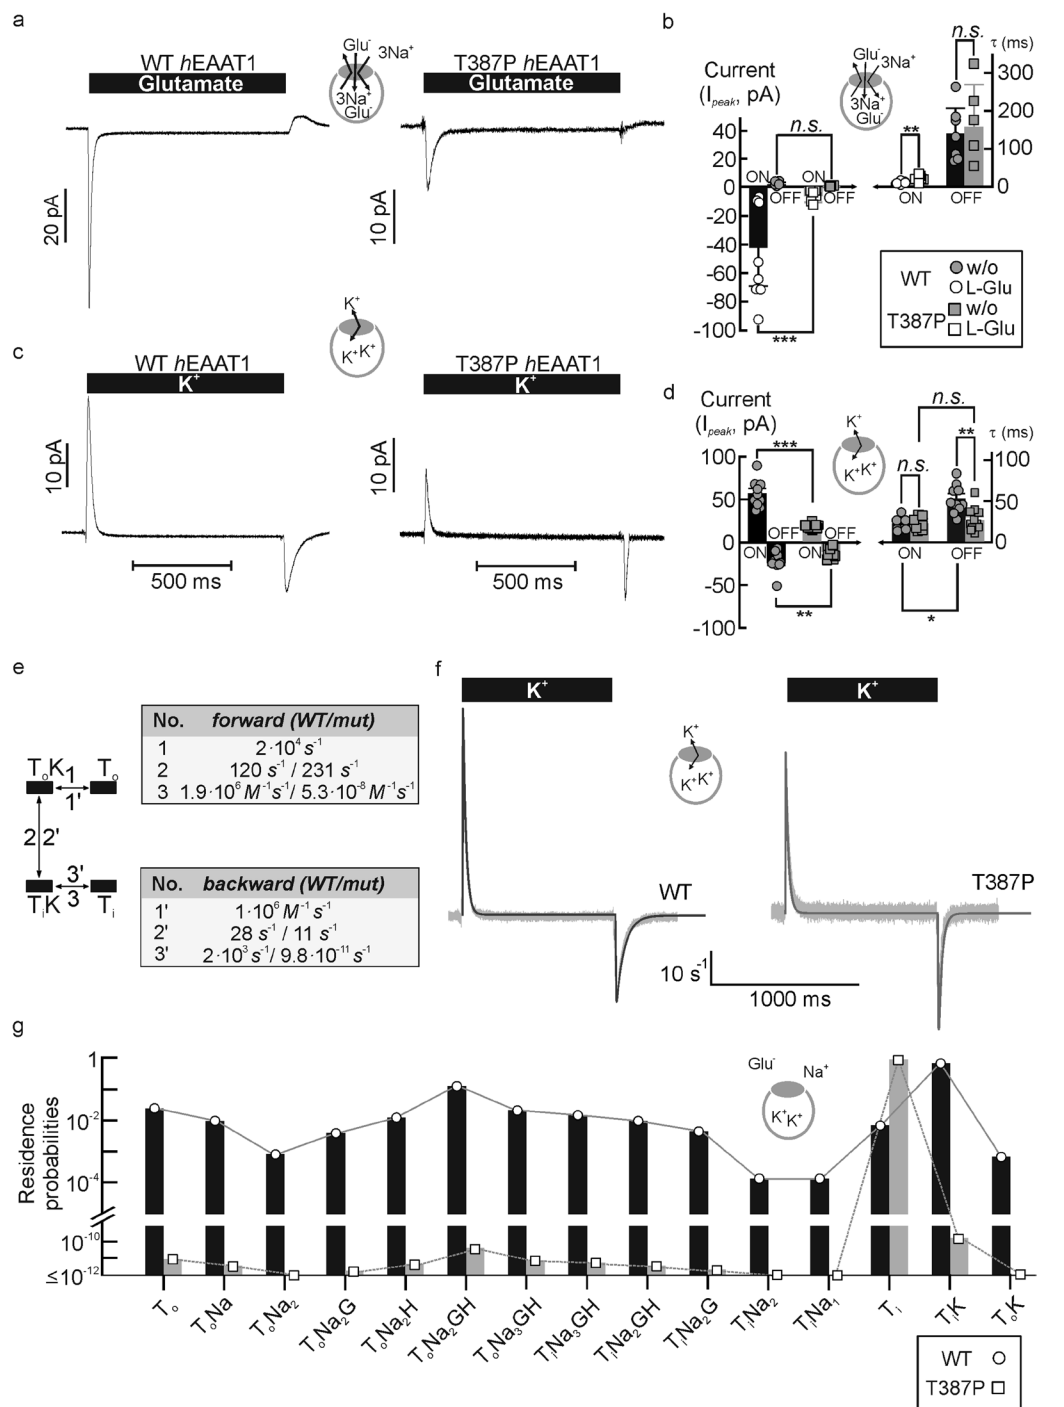 a
WT hEAAT1
Glutamate
Glu⁻
3Na⁺
3Na⁺
Glu⁻
T387P hEAAT1
Glutamate
20 pA
10 pA
b
Current
(I_peak, pA)
40
20
0
-20
-40
-60
-80
-100
ON
OFF
ON
OFF
n.s.
***
Glu⁻
3Na⁺
3Na⁺
Glu⁻
**
n.s.
τ (ms)
300
200
100
0
ON
OFF
WT
w/o
L-Glu
T387P
w/o
L-Glu
c
WT hEAAT1
K⁺
K⁺
K⁺K⁺
T387P hEAAT1
K⁺
10 pA
10 pA
500 ms
500 ms
d
Current
(I_peak, pA)
100
50
0
-50
-100
***
OFF
OFF
ON
ON
**
K⁺
K⁺K⁺
n.s.
n.s.
**
τ (ms)
100
50
0
ON
OFF
*
e
ToK
1
To
1'
2
2'
3'
TiK
3
Ti
No. forward (WT/mut)
1 2·10⁴ s⁻¹
2 120 s⁻¹ / 231 s⁻¹
3 1.9·10⁶ M⁻¹s⁻¹/ 5.3·10⁻⁸ M⁻¹s⁻¹
No. backward (WT/mut)
1' 1·10⁶ M⁻¹ s⁻¹
2' 28 s⁻¹ / 11 s⁻¹
3' 2·10³ s⁻¹/ 9.8·10⁻¹¹ s⁻¹
f
K⁺
K⁺
K⁺
K⁺K⁺
WT
T387P
10 s⁻¹
1000 ms
g
Residence
probabilities
1
10⁻²
10⁻⁴
10⁻¹⁰
≤10⁻¹²
Glu⁻
Na⁺
K⁺K⁺
To
ToNa
ToNa2
ToNa2G
ToNa2H
ToNa2GH
ToNa3GH
TiNa3GH
TiNa2GH
TiNa2G
TiNa2
TiNa1
Ti
TiK
ToK
WT
T387P